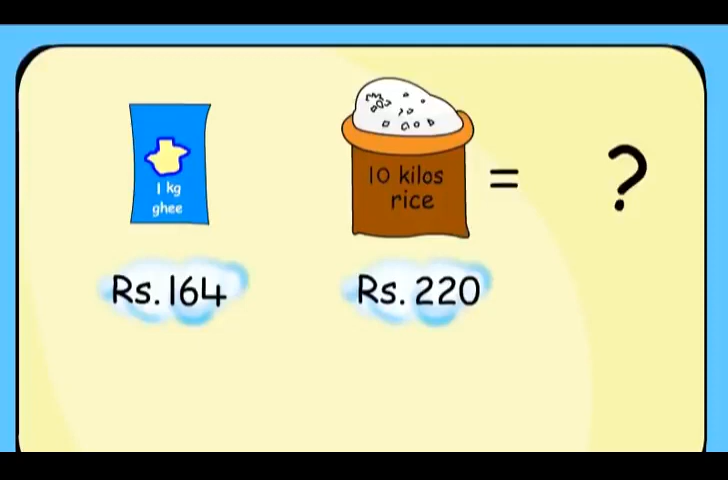 1 kg
ghee
10 kilos
rice
= ?
Rs. 164
Rs. 220